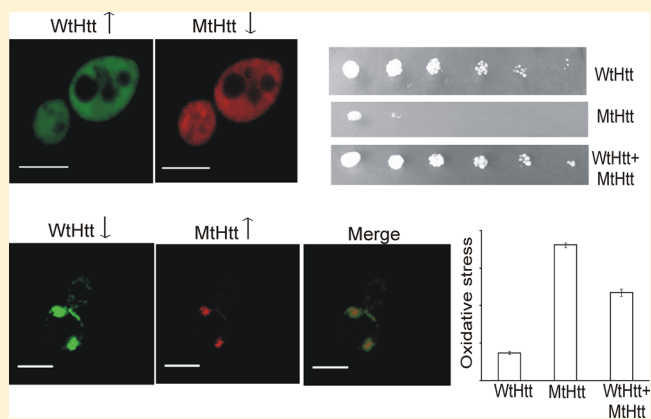 WtHtt ↑
MtHtt ↓
WtHtt
MtHtt
WtHtt+
MtHtt
WtHtt ↓
MtHtt ↑
Merge
Oxidative stress
WtHtt
MtHtt
WtHtt+
MtHtt